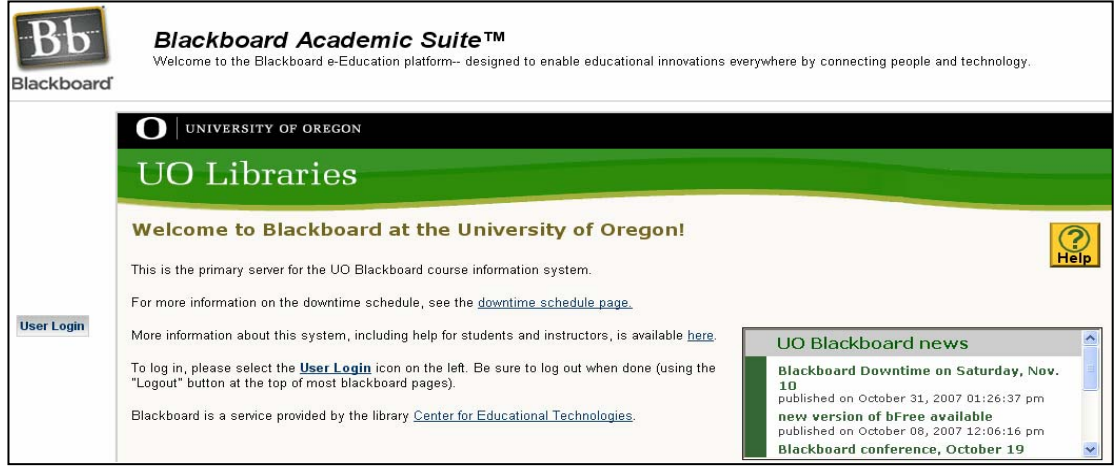 Bb
Blackboard
Blackboard Academic Suite™
Welcome to the Blackboard e-Education platform-- designed to enable educational innovations everywhere by connecting people and technology.
O | UNIVERSITY OF OREGON
UO Libraries
Welcome to Blackboard at the University of Oregon!
? Help
This is the primary server for the UO Blackboard course information system.
For more information on the downtime schedule, see the downtime schedule page.
User Login
More information about this system, including help for students and instructors, is available here.
To log in, please select the User Login icon on the left. Be sure to log out when done (using the
"Logout" button at the top of most blackboard pages).
Blackboard is a service provided by the library Center for Educational Technologies.
UO Blackboard news
Blackboard Downtime on Saturday, Nov.
10
published on October 31, 2007 01:26:37 pm
new version of bFree available
published on October 08, 2007 12:06:16 pm
Blackboard conference, October 19